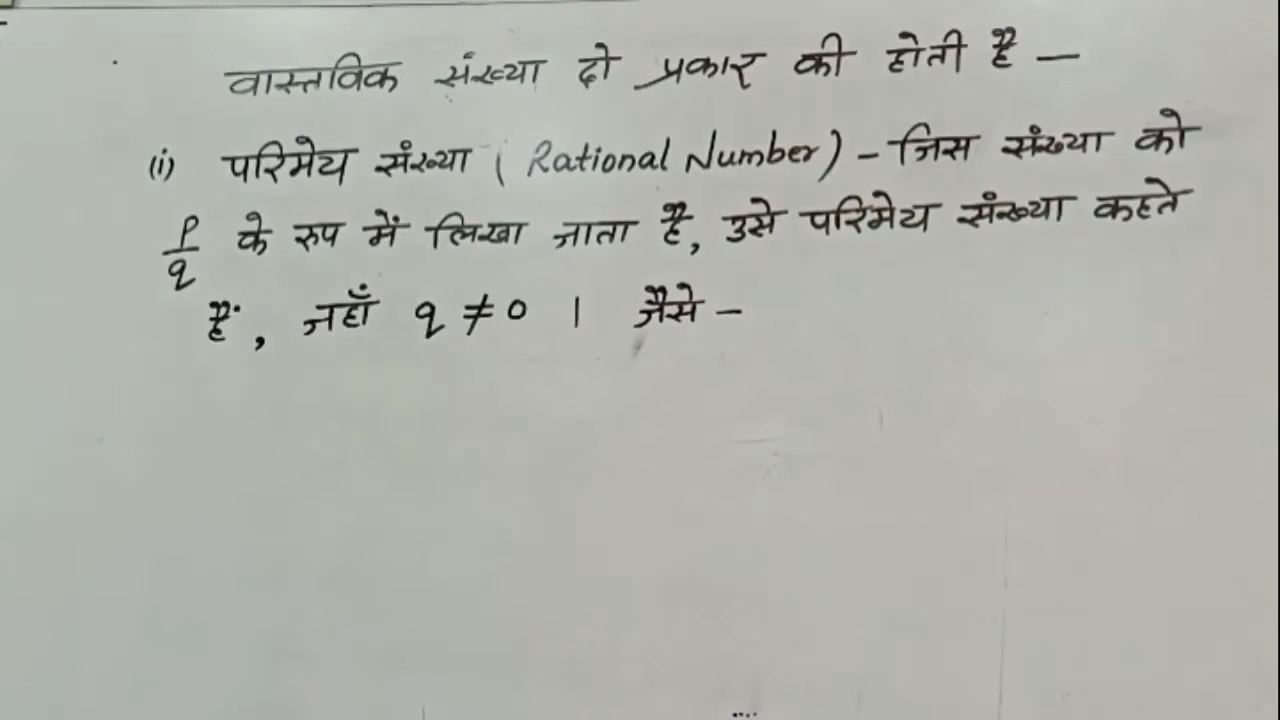 वास्तविक संख्या दो प्रकार की होती है —
(i) परिमेय संख्या ( Rational Number) - जिस संख्या को
p/q के रुप में लिखा जाता है, उसे परिमेय संख्या कहते
हैं, जहाँ q ≠ 0 । जैसे -